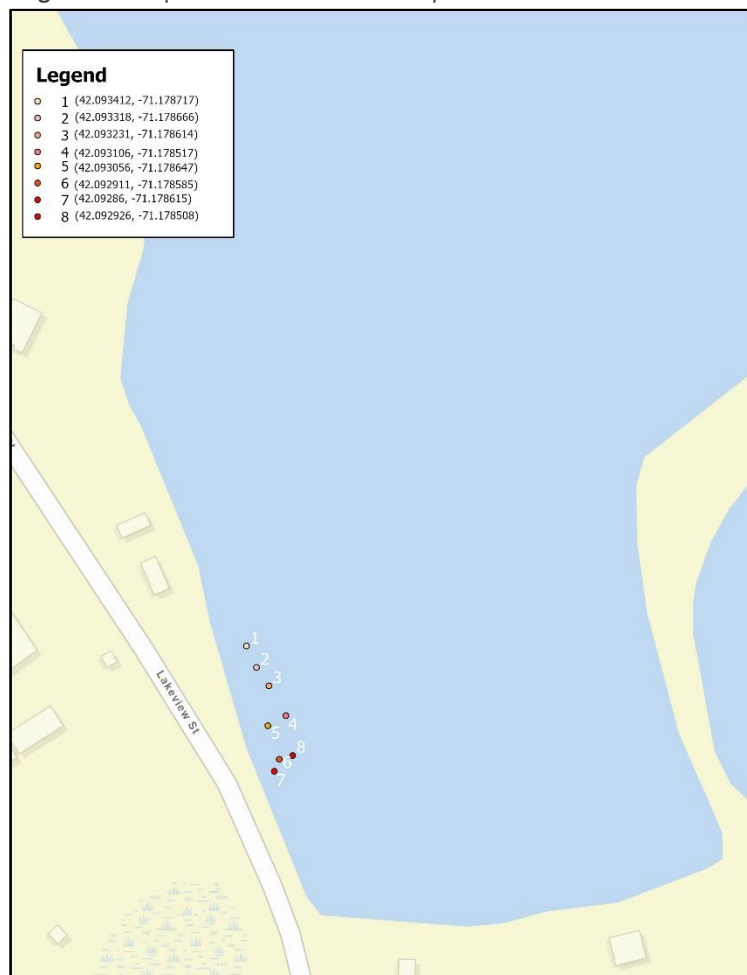 Legend
1 (42.093412, -71.178717)
2 (42.093318, -71.178666)
3 (42.093231, -71.178614)
4 (42.093106, -71.178517)
5 (42.093056, -71.178647)
6 (42.092911, -71.178585)
7 (42.09286, -71.178615)
8 (42.092926, -71.178508)
1
2
3
4
5
8
6
7
Lakeview St